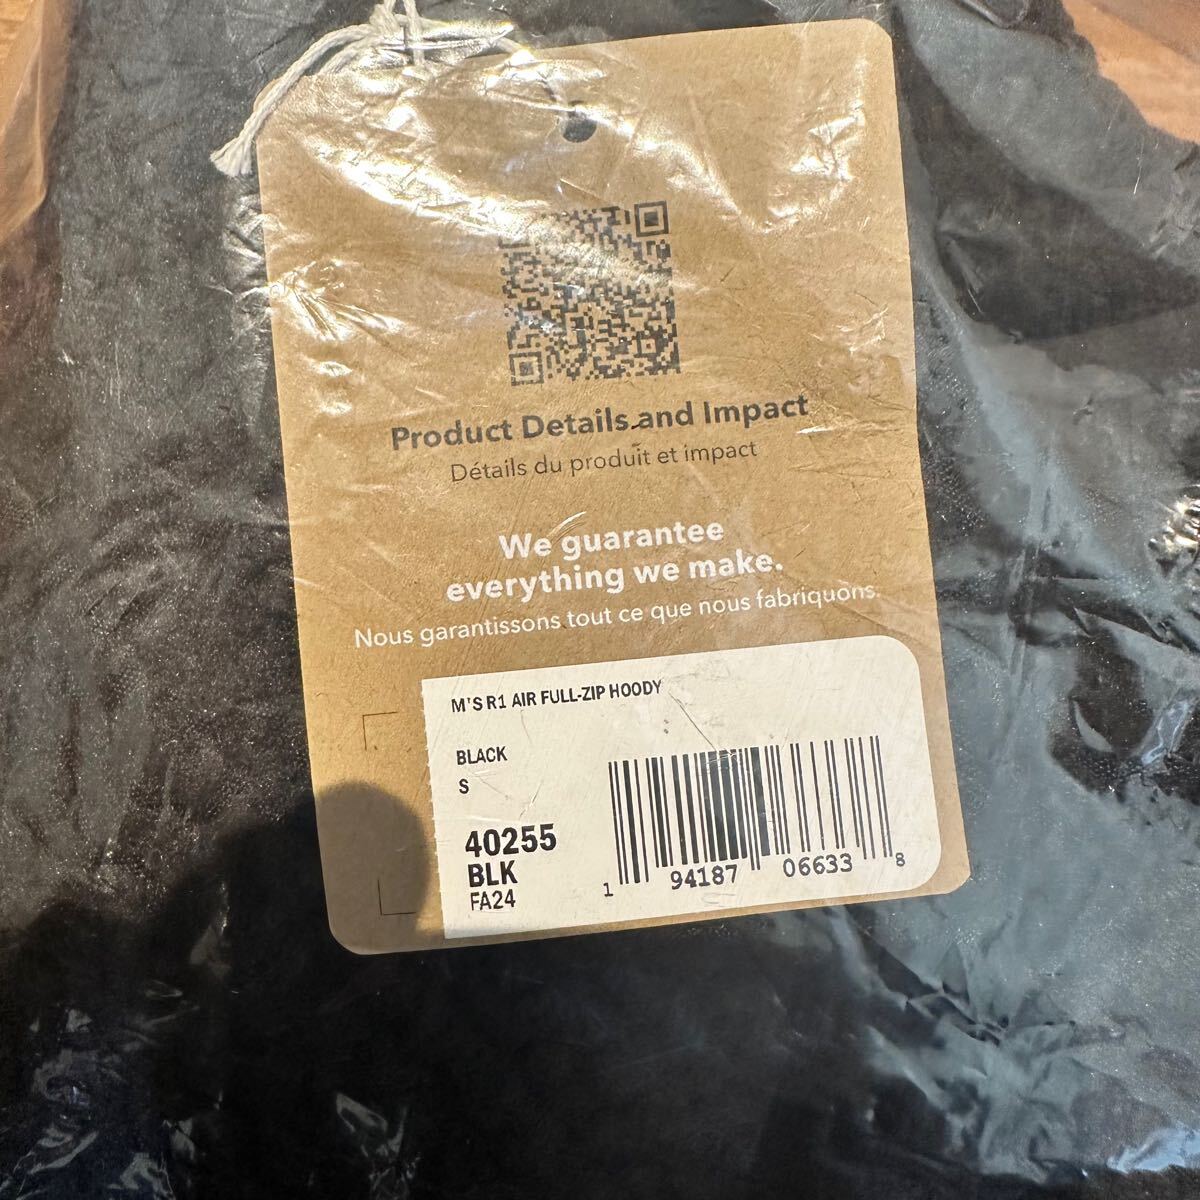 Product Details and Impact
Détails du produit et impact
We guarantee
everything we make.
Nous garantissons tout ce que nous fabriquons.
M'S R1 AIR FULL-ZIP HOODY
BLACK
S
40255
BLK
FA24
1 94187 06633 8